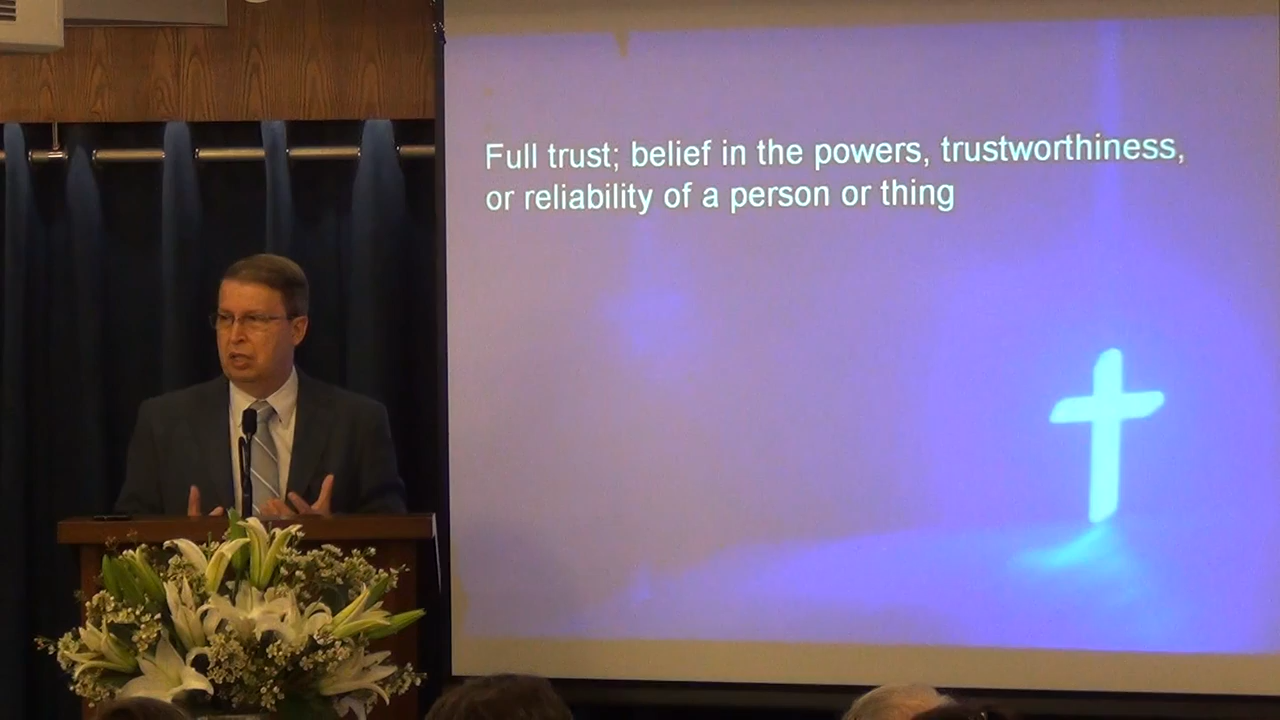 Full trust; belief in the powers, trustworthiness,
or reliability of a person or thing